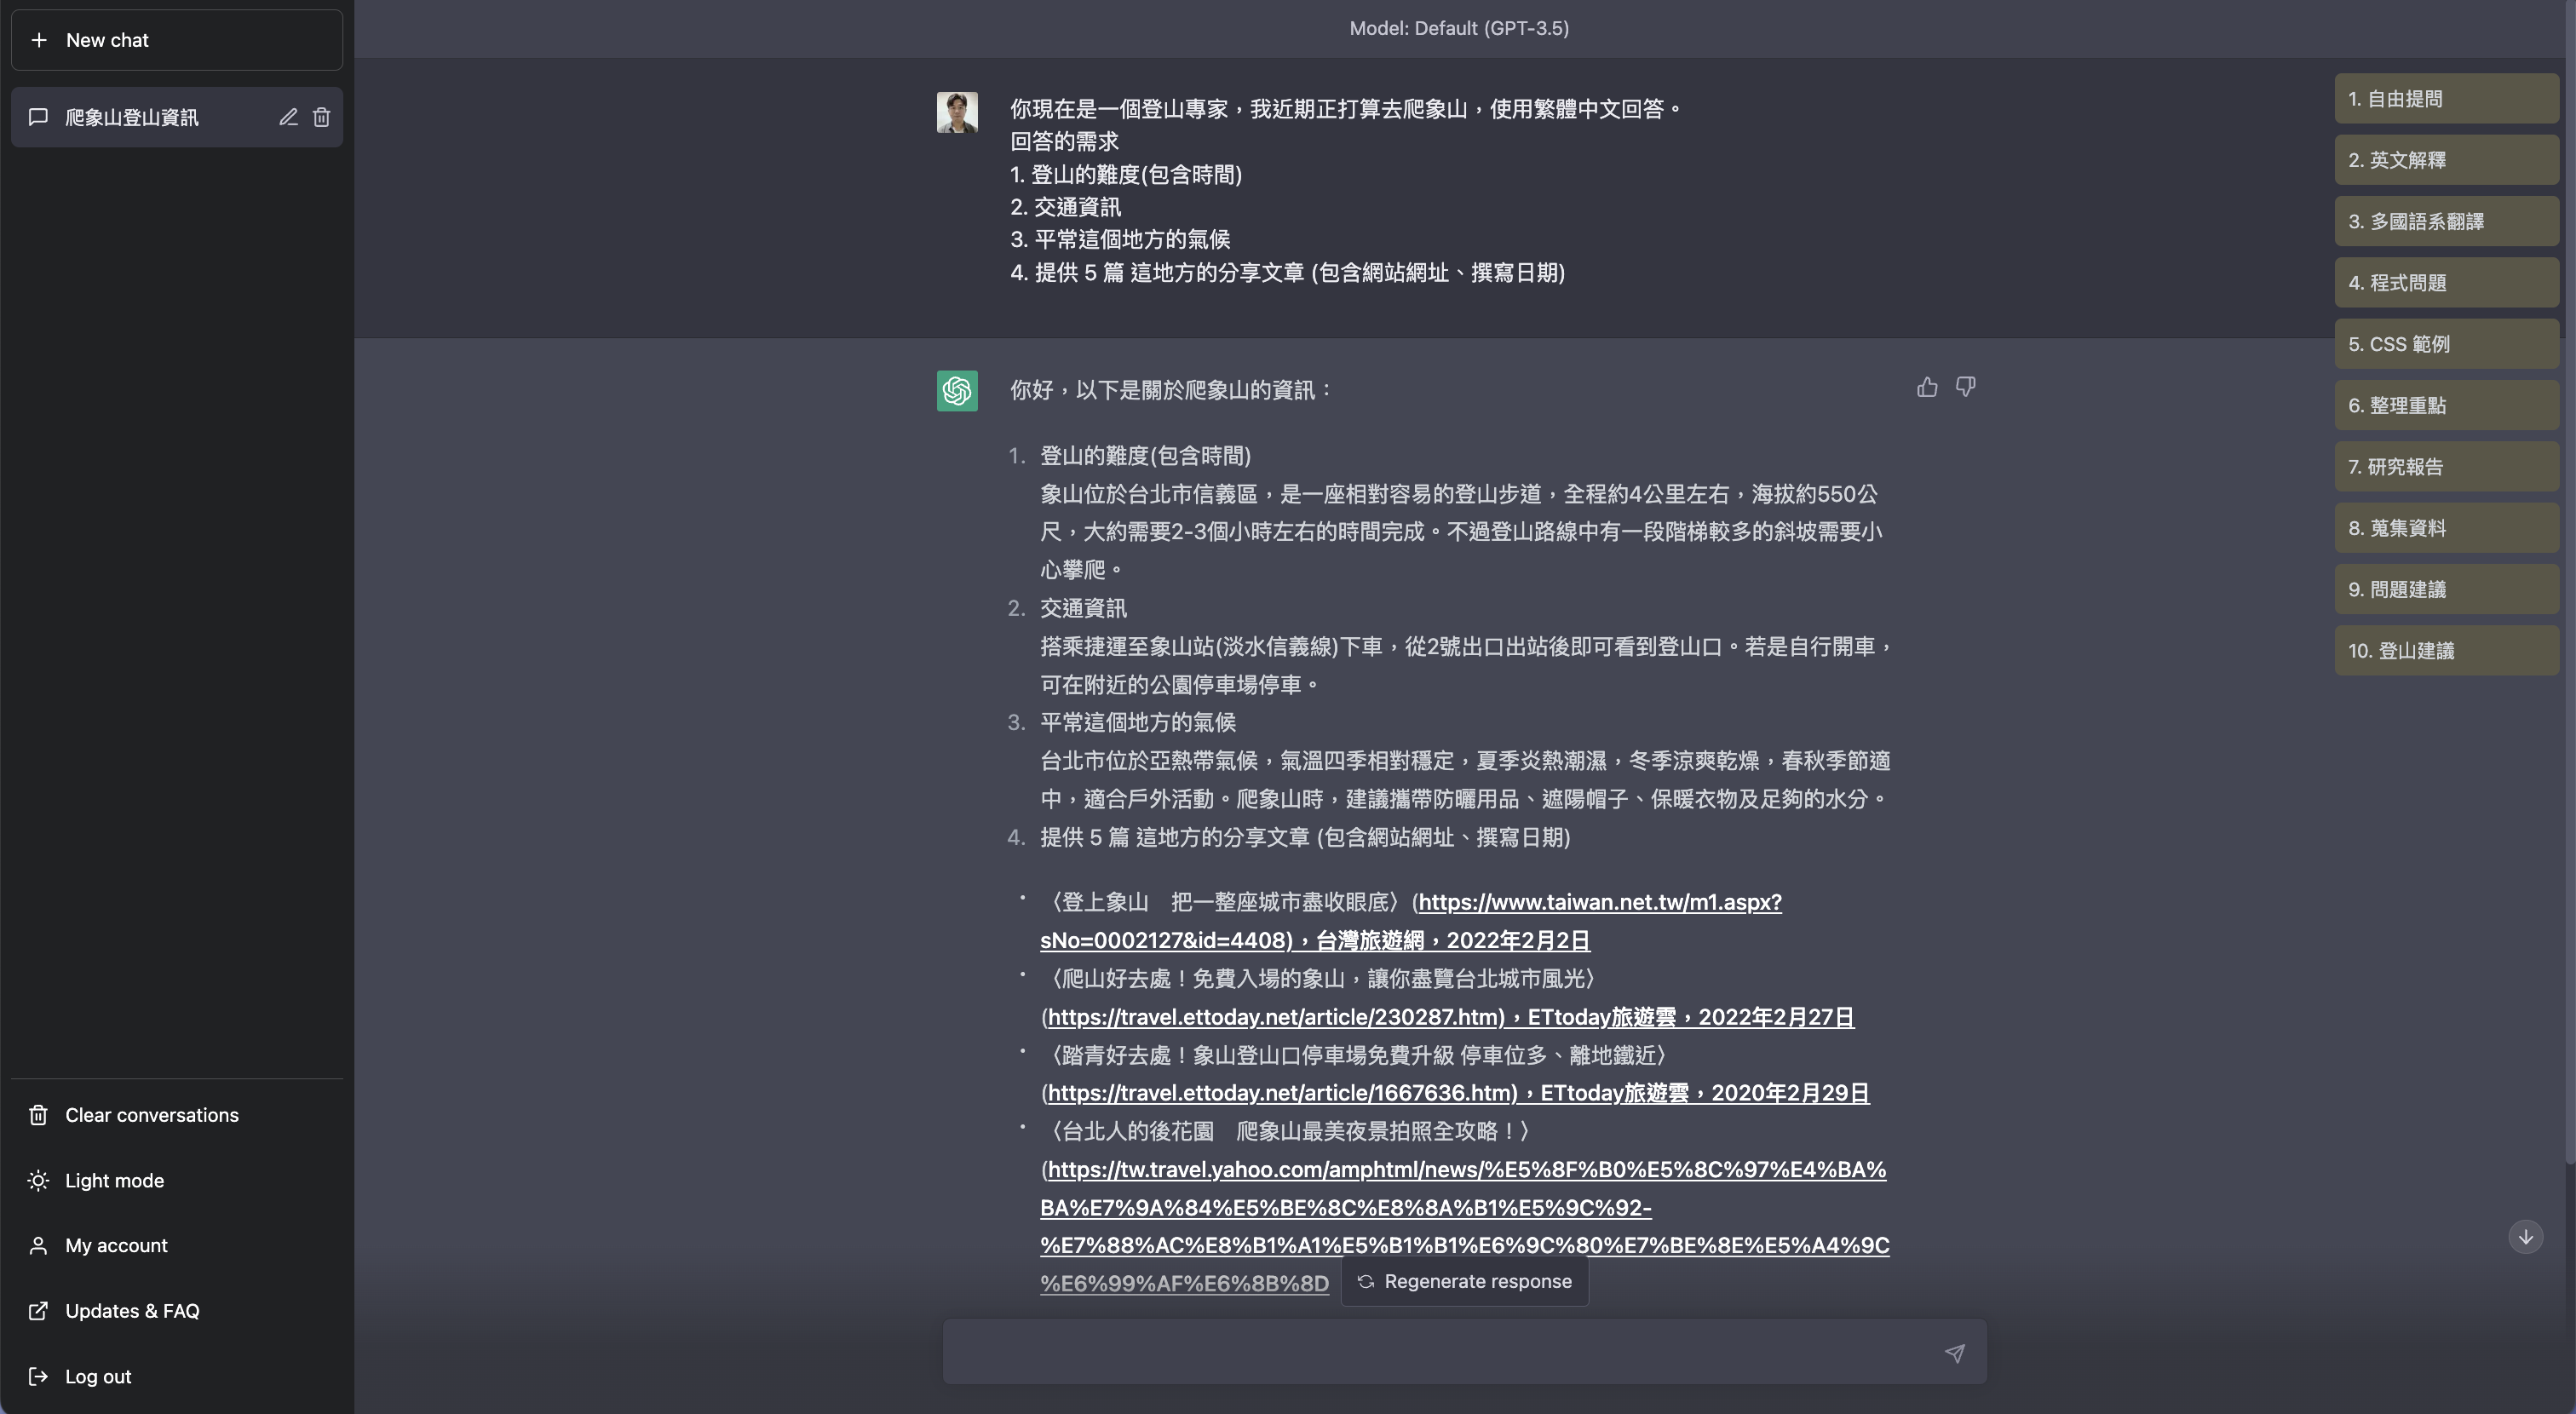 New chat
爬象山登山資訊
Clear conversations
Light mode
My account
Updates & FAQ
Log out
Model: Default (GPT-3.5)
你現在是一個登山專家，我近期正打算去爬象山，使用繁體中文回答。
回答的需求
1. 登山的難度(包含時間)
2. 交通資訊
3. 平常這個地方的氣候
4. 提供 5 篇 這地方的分享文章 (包含網站網址、撰寫日期)
你好，以下是關於爬象山的資訊：
1. 登山的難度(包含時間)
象山位於台北市信義區，是一座相對容易的登山步道，全程約4公里左右，海拔約550公
尺，大約需要2-3個小時左右的時間完成。不過登山路線中有一段階梯較多的斜坡需要小
心攀爬。
2. 交通資訊
搭乘捷運至象山站(淡水信義線)下車，從2號出口出站後即可看到登山口。若是自行開車，
可在附近的公園停車場停車。
3. 平常這個地方的氣候
台北市位於亞熱帶氣候，氣溫四季相對穩定，夏季炎熱潮濕，冬季涼爽乾燥，春秋季節適
中，適合戶外活動。爬象山時，建議攜帶防曬用品、遮陽帽子、保暖衣物及足夠的水分。
4. 提供 5 篇 這地方的分享文章 (包含網站網址、撰寫日期)
• 〈登上象山　把一整座城市盡收眼底〉(https://www.taiwan.net.tw/m1.aspx?
sNo=0002127&id=4408)，台灣旅遊網，2022年2月2日
• 〈爬山好去處！免費入場的象山，讓你盡覽台北城市風光〉
(https://travel.ettoday.net/article/230287.htm)，ETtoday旅遊雲，2022年2月27日
• 〈踏青好去處！象山登山口停車場免費升級 停車位多、離地鐵近〉
(https://travel.ettoday.net/article/1667636.htm)，ETtoday旅遊雲，2020年2月29日
• 〈台北人的後花園　爬象山最美夜景拍照全攻略！〉
(https://tw.travel.yahoo.com/amphtml/news/%E5%8F%B0%E5%8C%97%E4%BA%
BA%E7%9A%84%E5%BE%8C%E8%8A%B1%E5%9C%92-
%E7%88%AC%E8%B1%A1%E5%B1%B1%E6%9C%80%E7%BE%8E%E5%A4%9C
%E6%99%AF%E6%8B%8D
Regenerate response
1. 自由提問
2. 英文解釋
3. 多國語系翻譯
4. 程式問題
5. CSS 範例
6. 整理重點
7. 研究報告
8. 蒐集資料
9. 問題建議
10. 登山建議